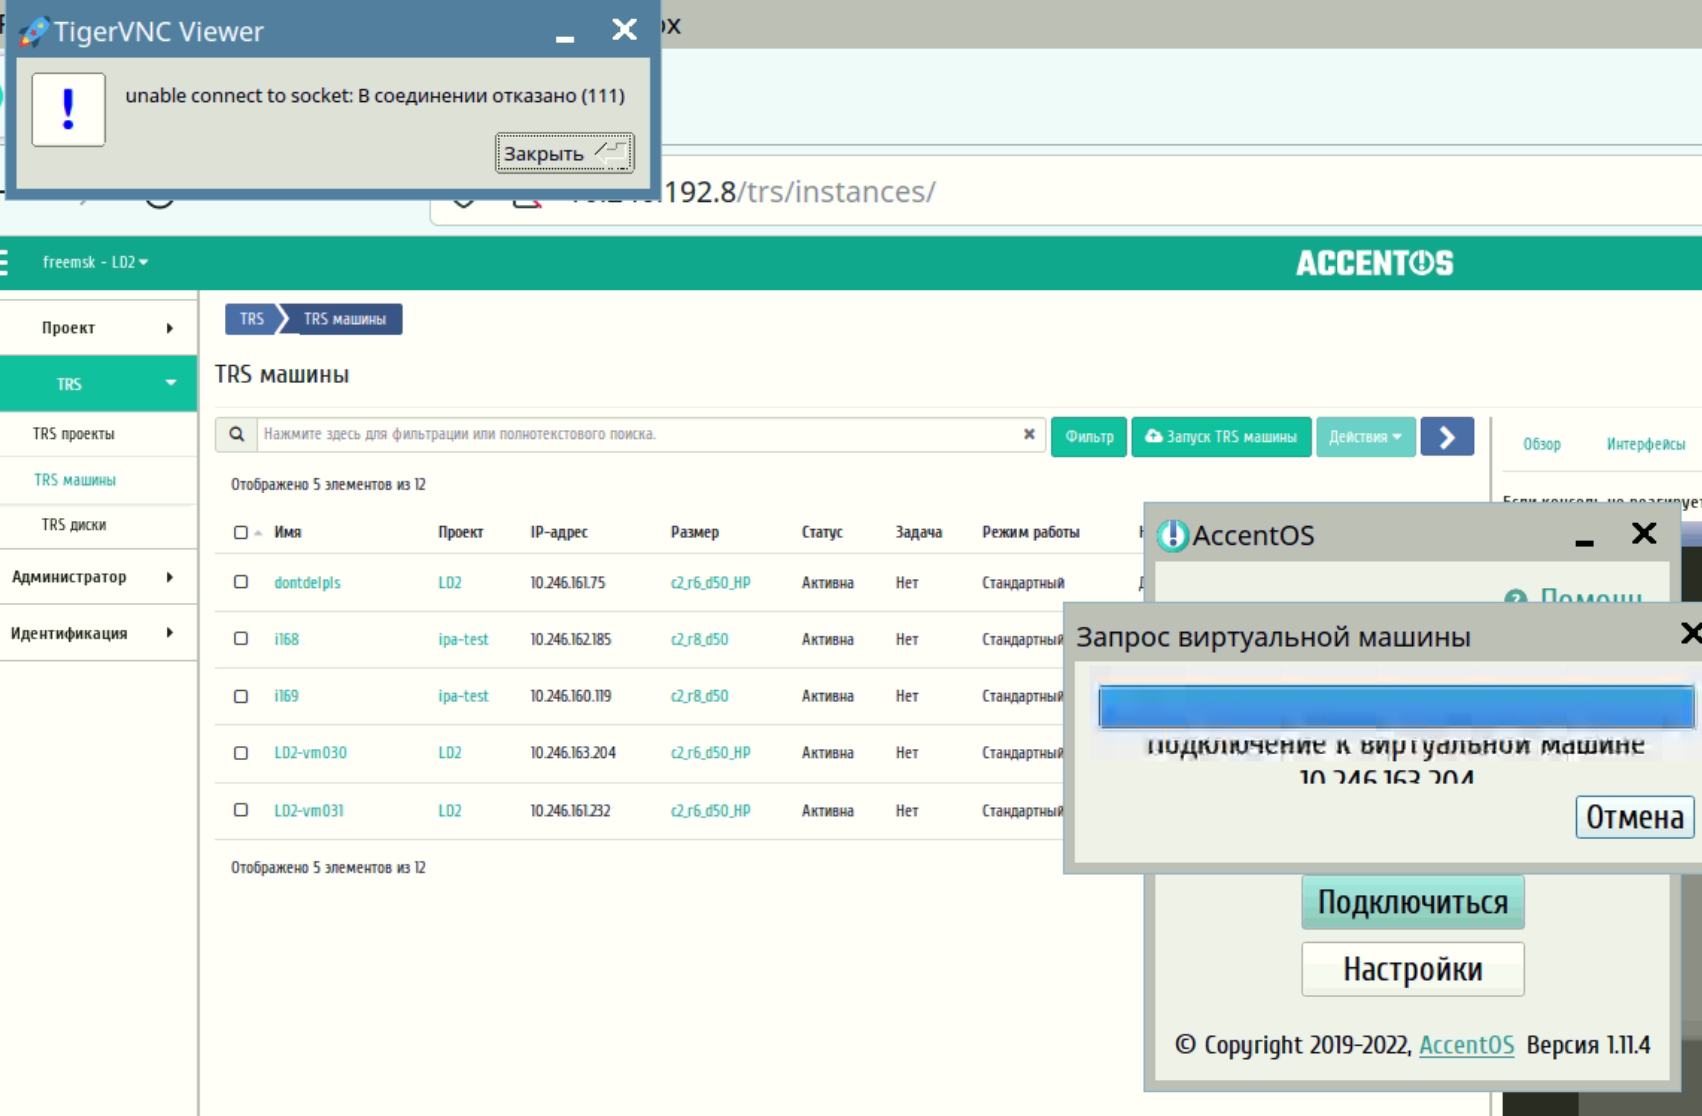 TigerVNC Viewer
unable connect to socket: В соединении отказано (111)
Закрыть
192.8/trs/instances/
freemsk - LD2
ACCENTOS
Проект
TRS
TRS проекты
TRS машины
TRS диски
Администратор
Идентификация
TRS TRS машины
TRS машины
Нажмите здесь для фильтрации или полнотекстового поиска.
Фильтр
Запуск TRS машины
Действия
Обзор Интерфейсы
Отображено 5 элементов из 12
Имя Проект IP-адрес Размер Статус Задача Режим работы
dontdelpls LD2 10.246.161.75 c2_r6_d50_HP Активна Нет Стандартный
i168 ipa-test 10.246.162.185 c2_r8_d50 Активна Нет Стандартный
i169 ipa-test 10.246.160.119 c2_r8_d50 Активна Нет Стандартный
LD2-vm030 LD2 10.246.163.204 c2_r6_d50_HP Активна Нет Стандартный
LD2-vm031 LD2 10.246.161.232 c2_r6_d50_HP Активна Нет Стандартный
Отображено 5 элементов из 12
AccentOS
Помощь
Запрос виртуальной машины
Подключение к виртуальной машине
10.246.163.204
Отмена
Подключиться
Настройки
© Copyright 2019-2022, AccentOS Версия 1.11.4